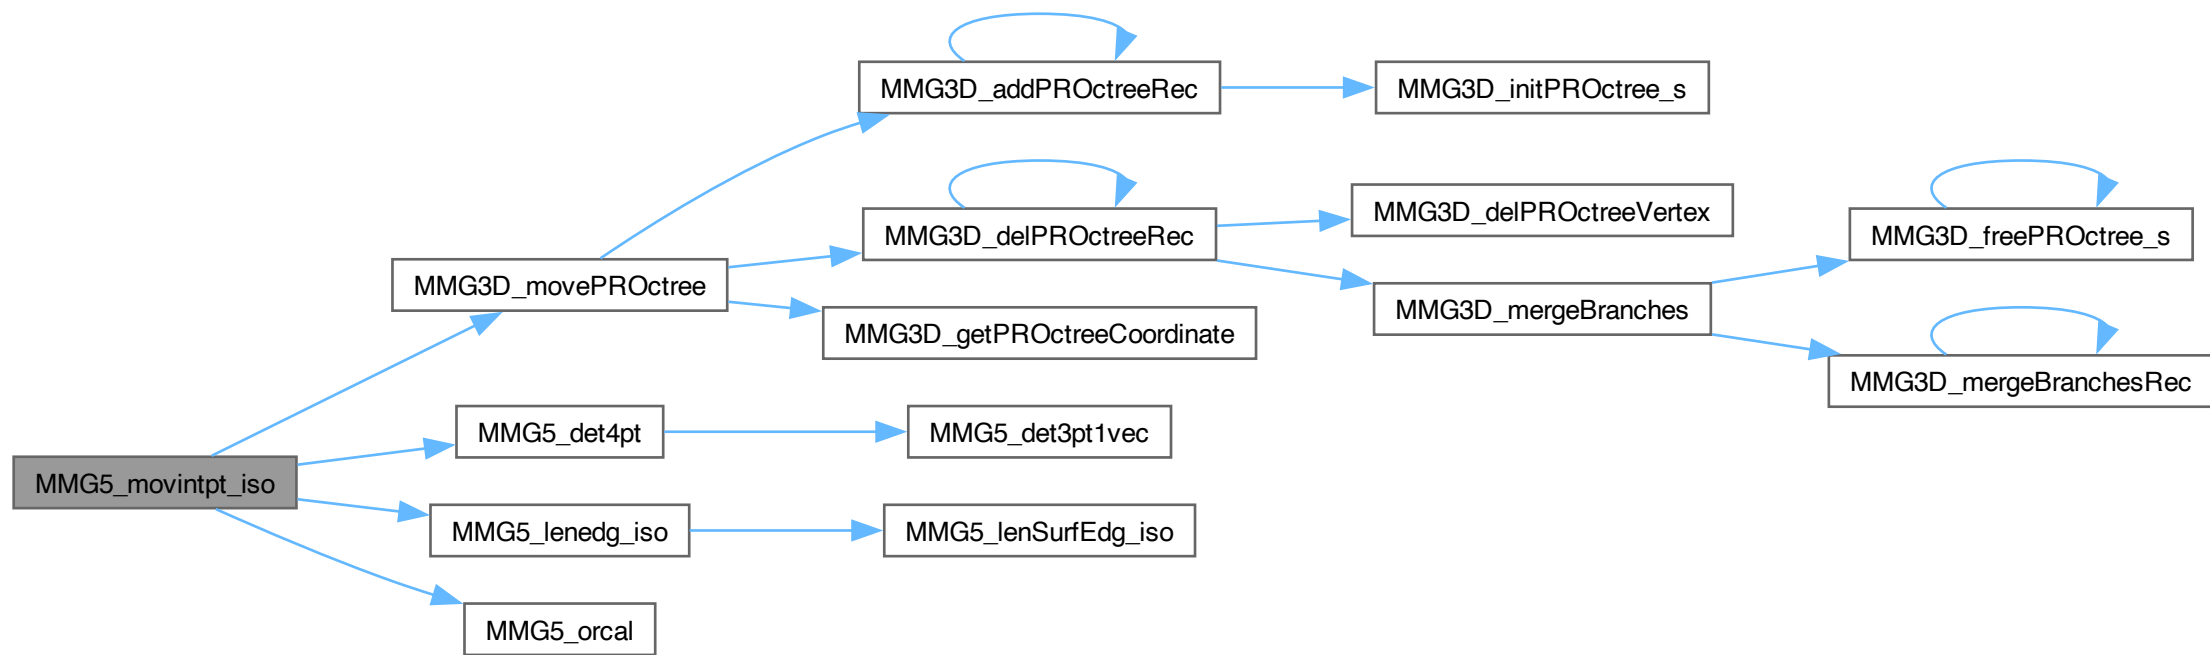 MMG3D_addPROctreeRec
MMG3D_initPROctree_s
MMG3D_delPROctreeVertex
MMG3D_delPROctreeRec
MMG3D_freePROctree_s
MMG3D_movePROctree
MMG3D_mergeBranches
MMG3D_getPROctreeCoordinate
MMG3D_mergeBranchesRec
MMG5_det4pt
MMG5_det3pt1vec
MMG5_movintpt_iso
MMG5_lenedg_iso
MMG5_lenSurfEdg_iso
MMG5_orcal